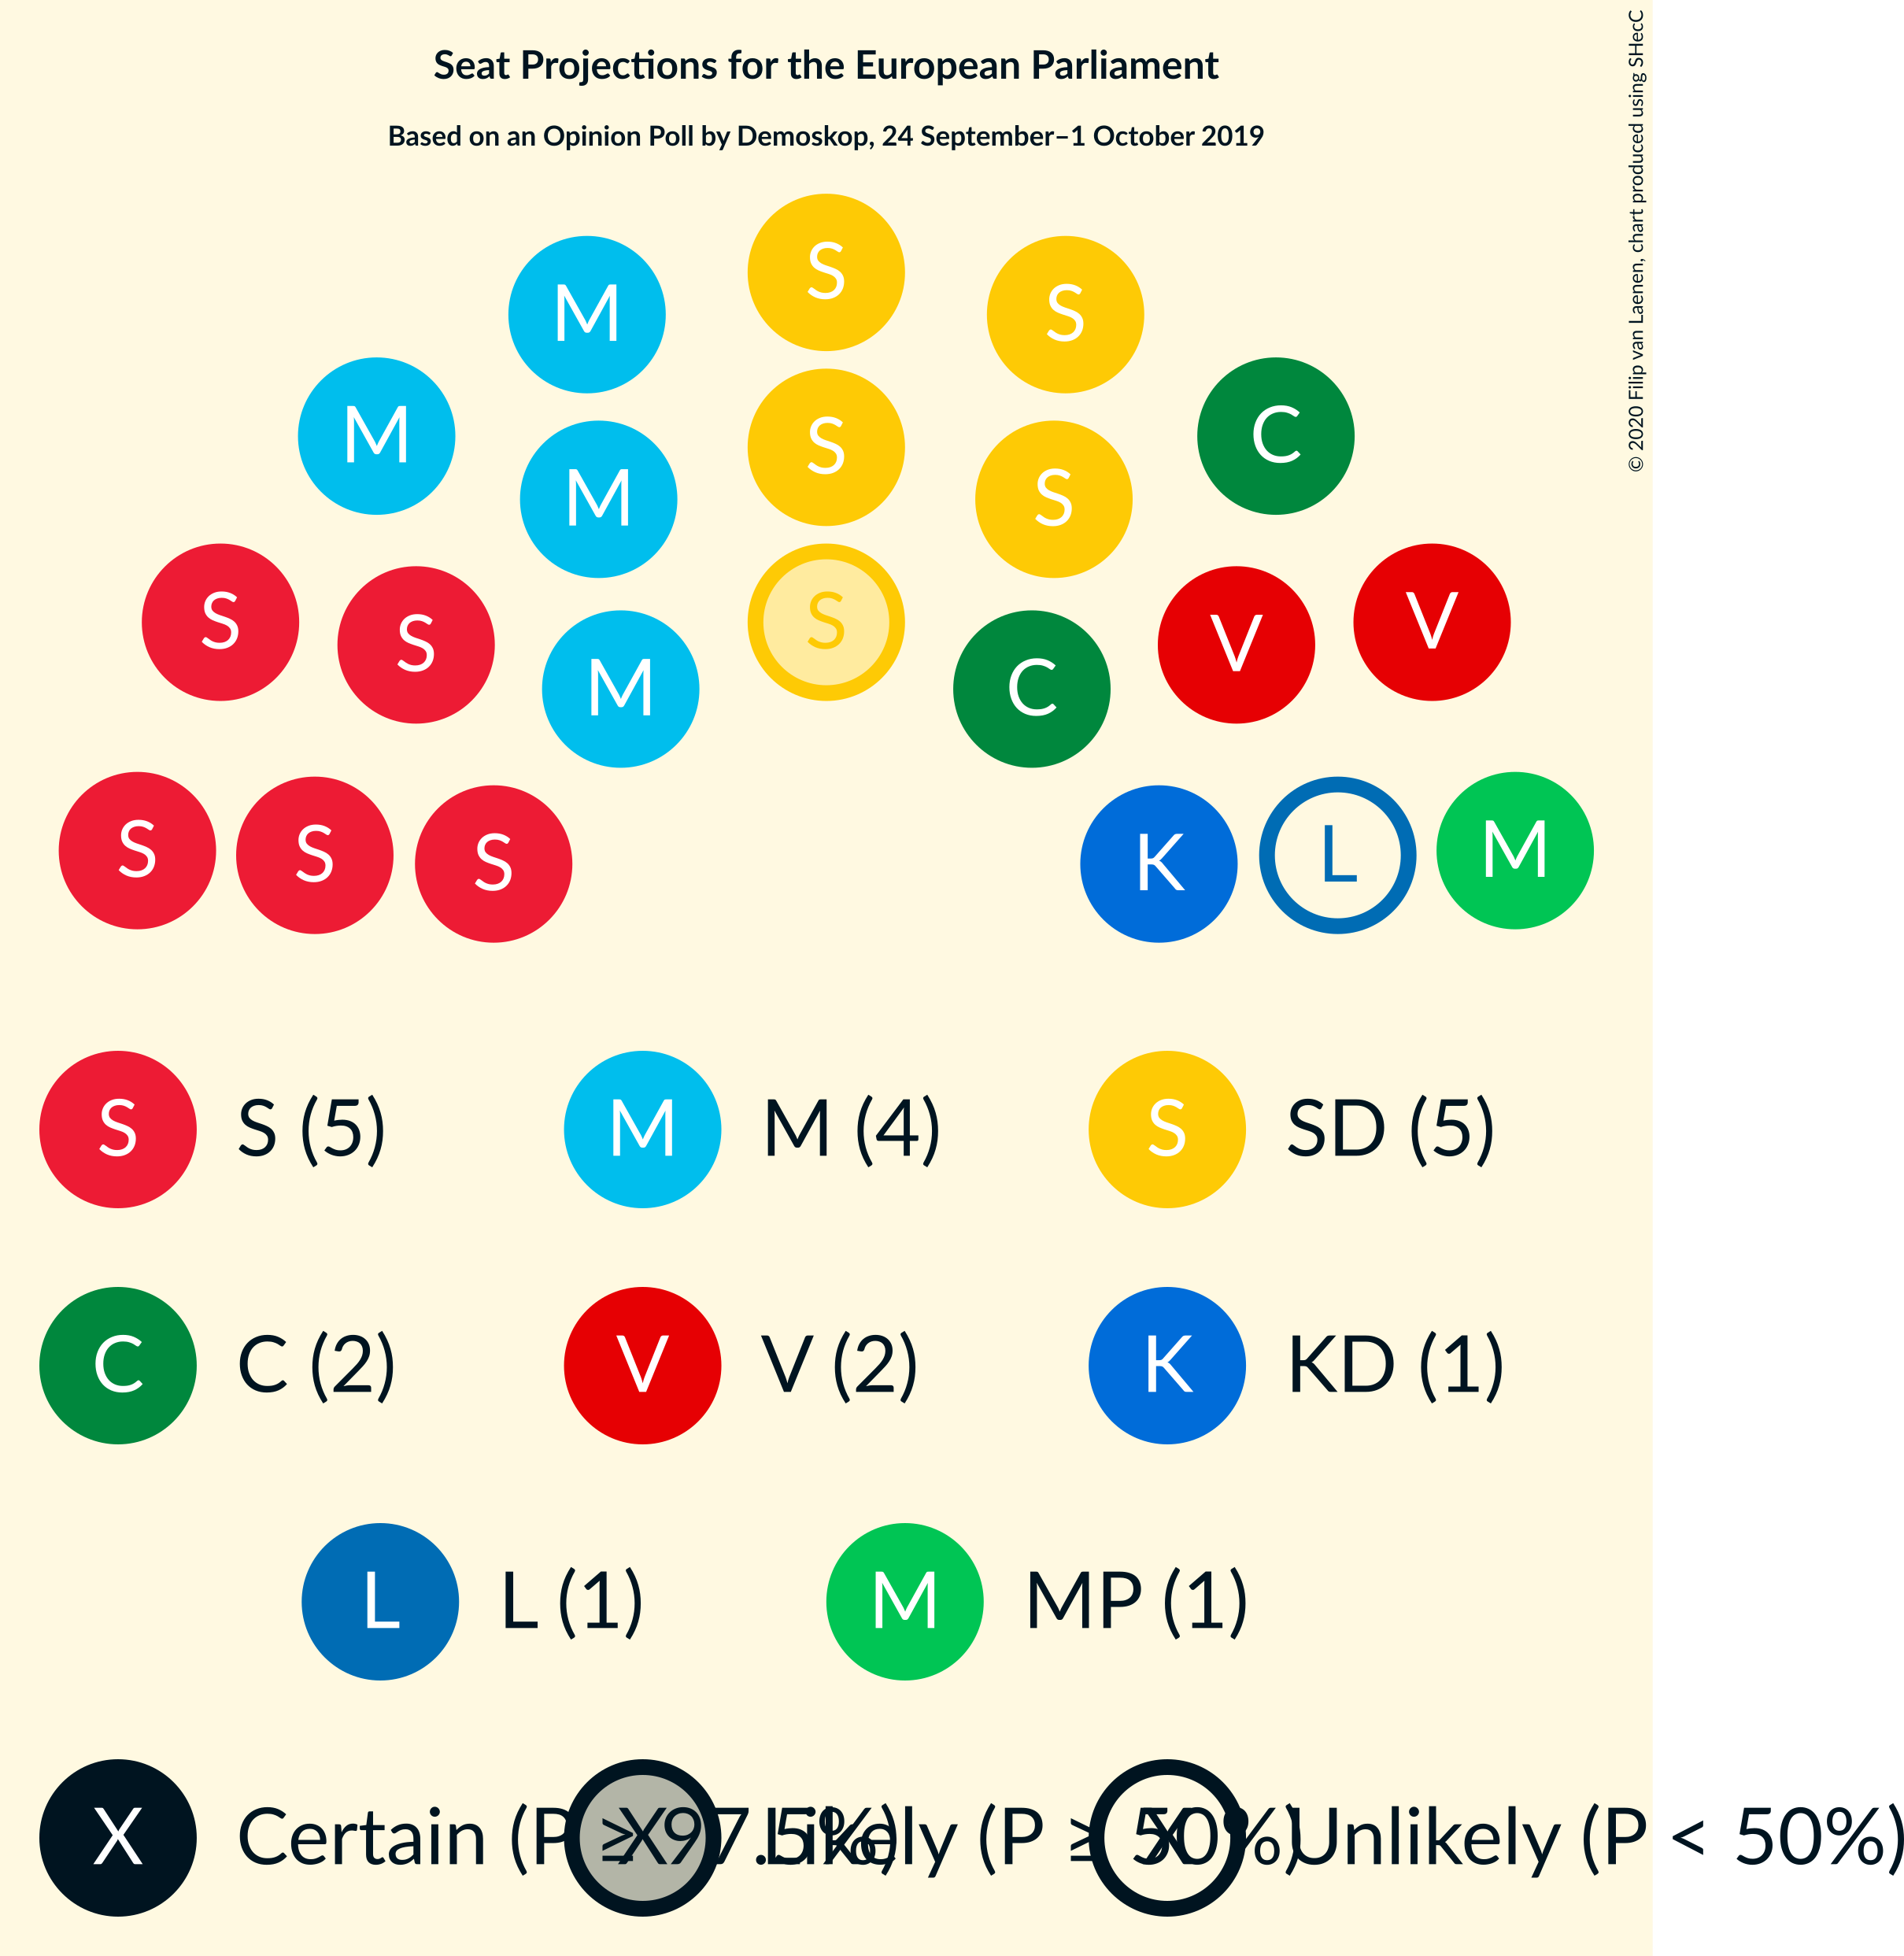 Seat Projections for the European Parliament
Based on an Opinion Poll by Demoskop, 24 September–1 October 2019
© 2020 Filip van Laenen, chart produced using SHecC
S
M
S
M
S
C
M
S
S
S
V
S
V
M
C
S
M
S
L
S
K
S S (5)
M M (4)
S SD (5)
C C (2)
V V (2)
K KD (1)
L L (1)
M MP (1)
X Certain (P ≥ 97.5%)
X Likely (P ≥ 50%)
X Unlikely (P < 50%)